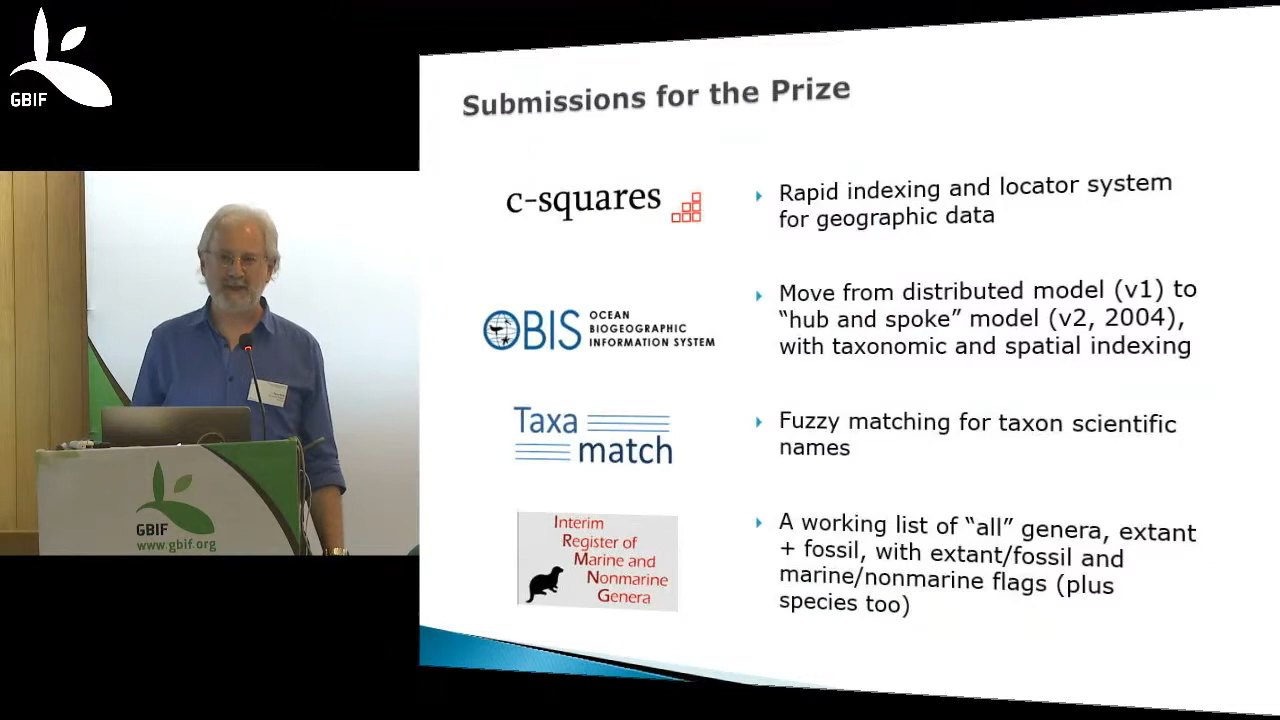 GBIF
Submissions for the Prize
c-squares
Rapid indexing and locator system
for geographic data
OBIS
OCEAN
BIOGEOGRAPHIC
INFORMATION SYSTEM
Move from distributed model (v1) to
“hub and spoke” model (v2, 2004),
with taxonomic and spatial indexing
Taxa
match
Fuzzy matching for taxon scientific
names
Interim
Register of
Marine and
Nonmarine
Genera
A working list of “all” genera, extant
+ fossil, with extant/fossil and
marine/nonmarine flags (plus
species too)
GBIF
www.gbif.org